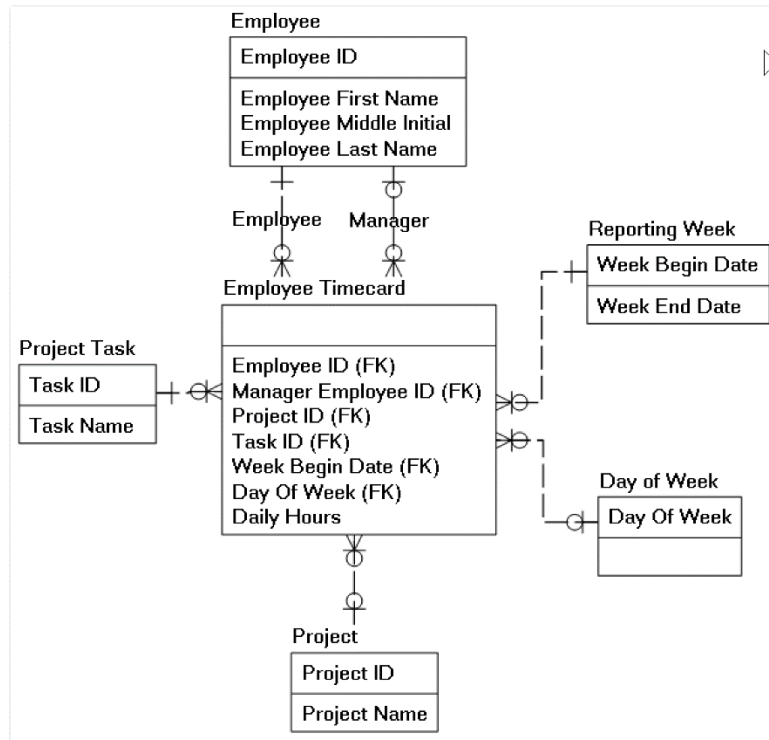 Employee
Employee ID
Employee First Name
Employee Middle Initial
Employee Last Name
Employee Manager
Reporting Week
Week Begin Date
Week End Date
Employee Timecard
Employee ID (FK)
Manager Employee ID (FK)
Project ID (FK)
Task ID (FK)
Week Begin Date (FK)
Day Of Week (FK)
Daily Hours
Project Task
Task ID
Task Name
Day of Week
Day Of Week
Project
Project ID
Project Name